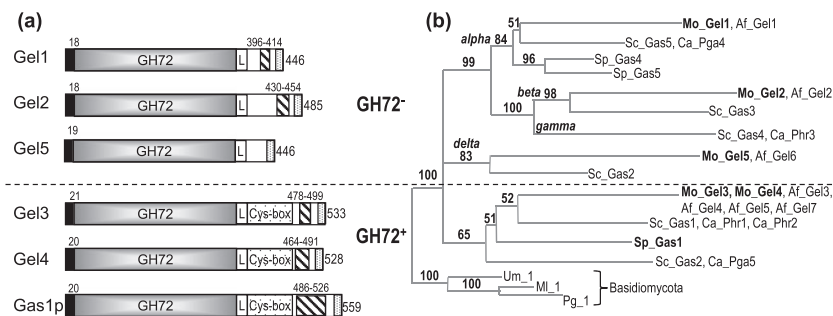 (a)
18
396-414
Gel1
GH72
L
446
18
430-454
Gel2
GH72
L
485
19
Gel5
GH72
L
446
21
478-499
Gel3
GH72
L
Cys-box
533
20
464-491
Gel4
GH72
L
Cys-box
528
20
486-526
Gas1p
GH72
L
Cys-box
559
GH72-
GH72+
(b)
51
Mo_Gel1, Af_Gel1
alpha
84
Sc_Gas5, Ca_Pga4
99
96
Sp_Gas4
Sp_Gas5
beta
98
Mo_Gel2, Af_Gel2
100
Sc_Gas3
gamma
Sc_Gas4, Ca_Phr3
delta
83
Mo_Gel5, Af_Gel6
Sc_Gas2
100
52
Mo_Gel3, Mo_Gel4, Af_Gel3,
Af_Gel4, Af_Gel5, Af_Gel7
51
Sc_Gas1, Ca_Phr1, Ca_Phr2
65
Sp_Gas1
Sc_Gas2, Ca_Pga5
100
Um_1
100
Ml_1
Pg_1
Basidiomycota